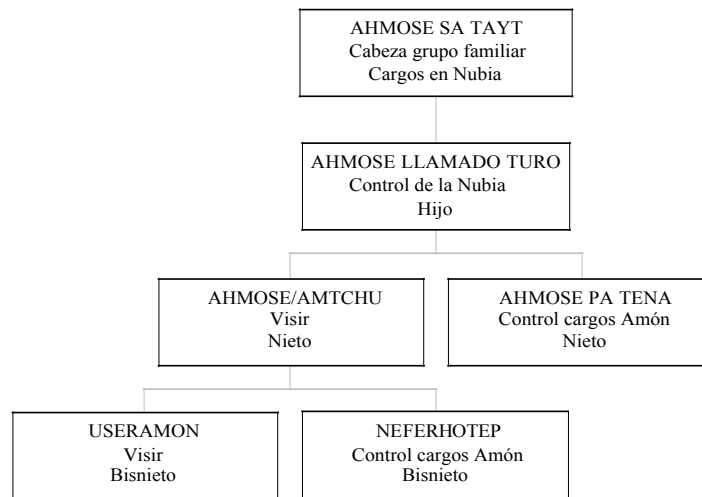 AHMOSE SA TAYT
Cabeza grupo familiar
Cargos en Nubia
AHMOSE LLAMADO TURO
Control de la Nubia
Hijo
AHMOSE/AMTCHU
Visir
Nieto
AHMOSE PA TENA
Control cargos Amón
Nieto
USERAMON
Visir
Bisnieto
NEFERHOTEP
Control cargos Amón
Bisnieto